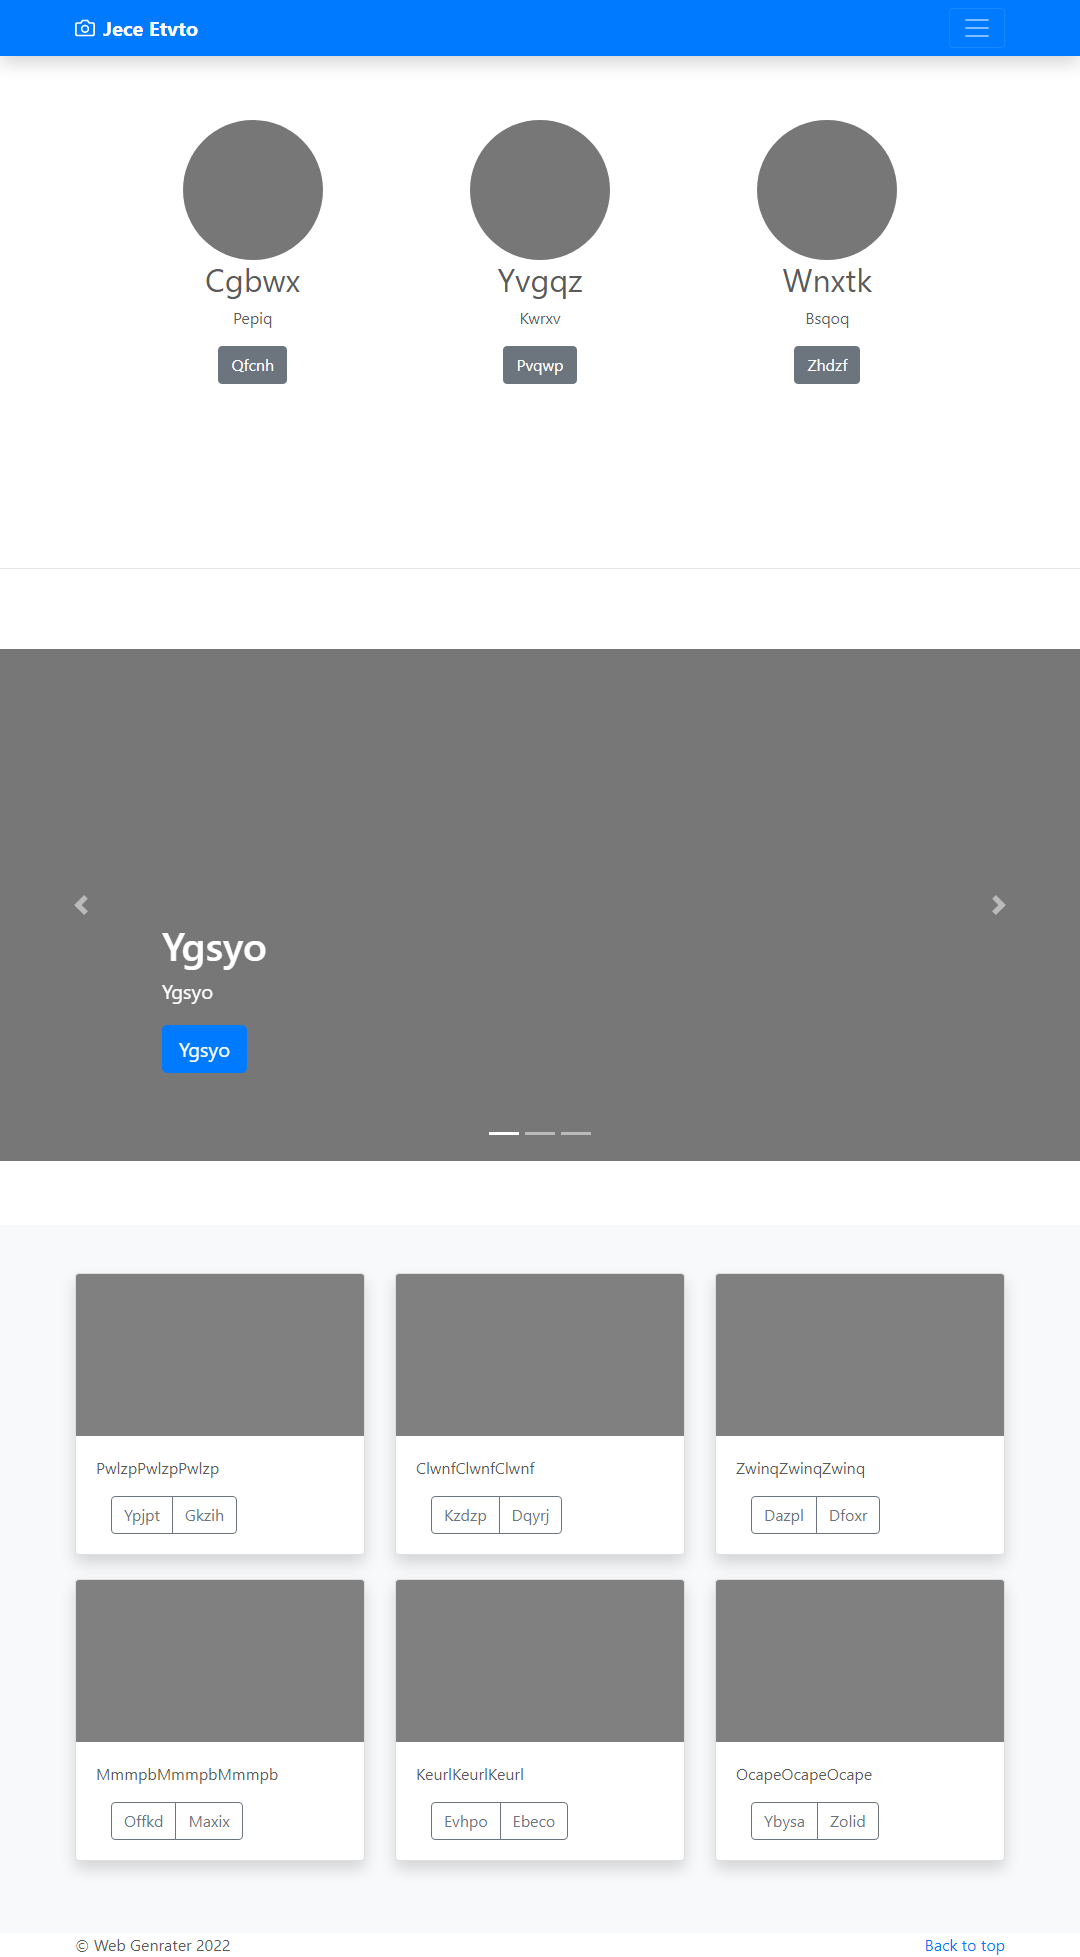 Jece Etvto
Cgbwx
Pepiq
Qfcnh
Yvgqz
Kwrxv
Pvqwp
Wnxtk
Bsqoq
Zhdzf
Ygsyo
Ygsyo
Ygsyo
PwlzpPwlzpPwlzp
Ypjpt Gkzih
ClwnfClwnfClwnf
Kzdzp Dqyrj
ZwinqZwinqZwinq
Dazpl Dfoxr
MmmpbMmmpbMmmpb
Offkd Maxix
KeurlKeurlKeurl
Evhpo Ebeco
OcapeOcapeOcape
Ybysa Zolid
© Web Genrater 2022
Back to top